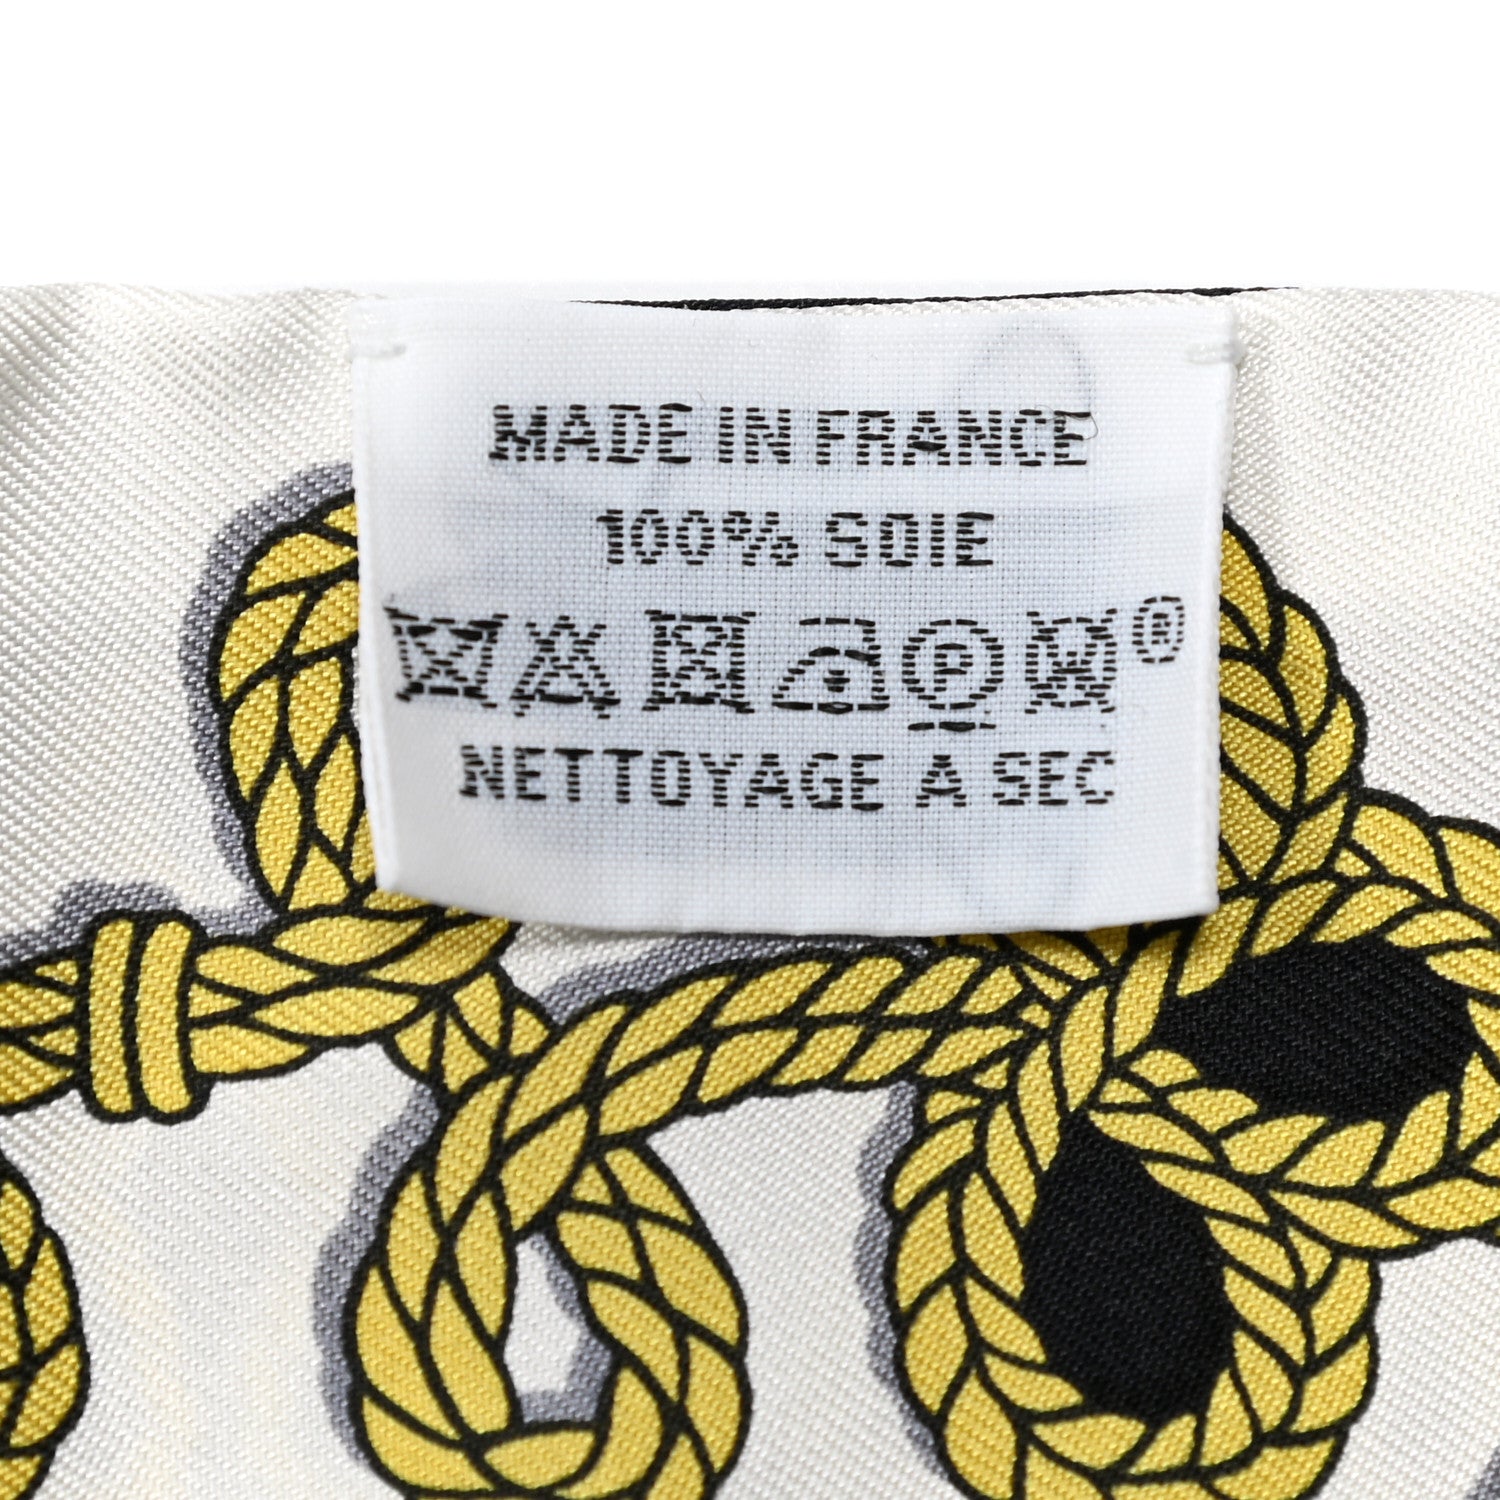 MADE IN FRANCE
100% SOIE
P W ®
NETTOYAGE A SEC